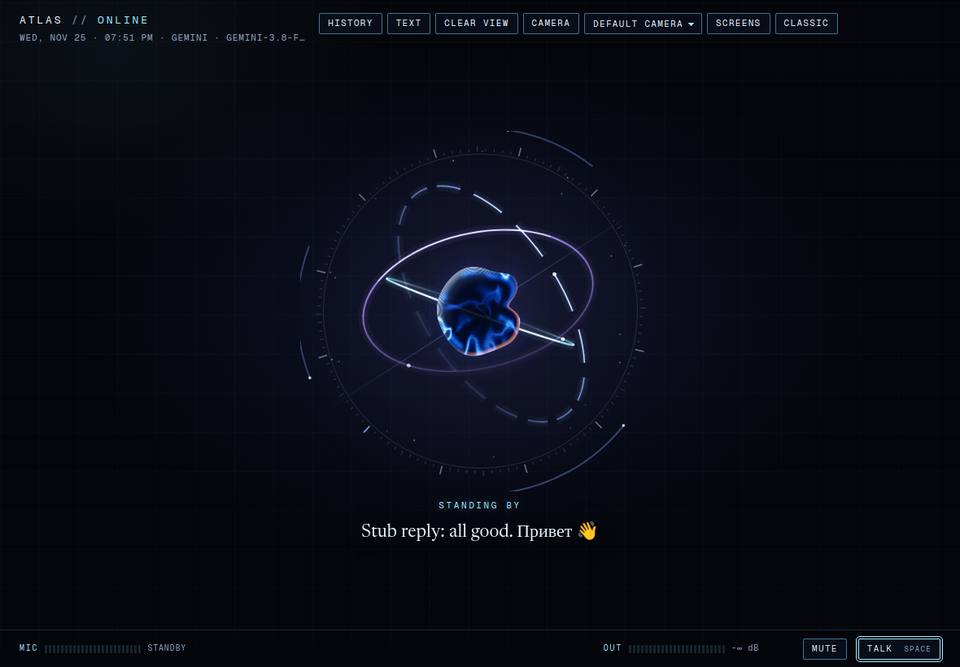 ATLAS // ONLINE
HISTORY TEXT CLEAR VIEW CAMERA DEFAULT CAMERA SCREENS CLASSIC
WED, NOV 25 · 07:51 PM · GEMINI · GEMINI-3.8-F…
STANDING BY
Stub reply: all good. Привет 👋
MIC STANDBY
OUT -∞ dB
MUTE
TALK SPACE